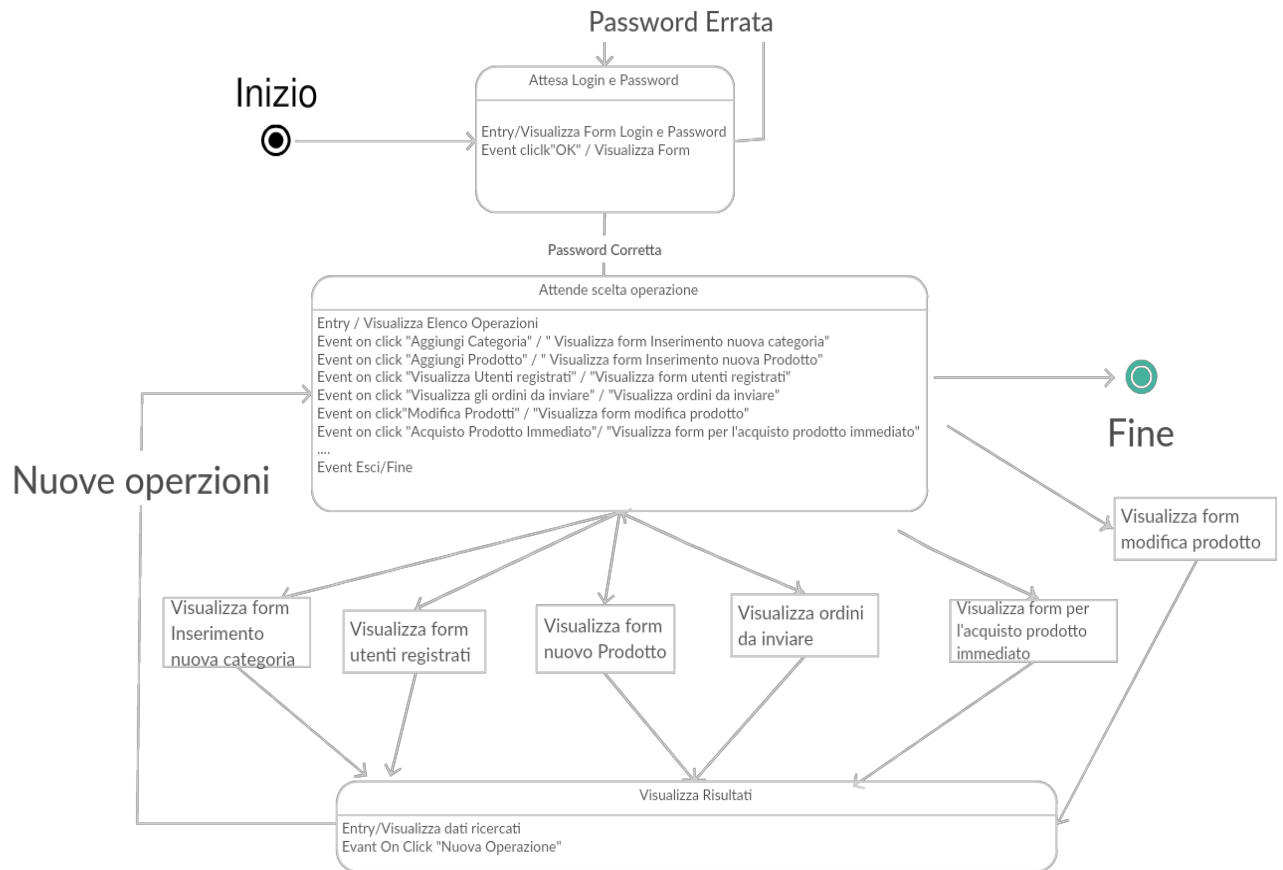 Password Errata
Inizio
Attesa Login e Password
Entry/Visualizza Form Login e Password
Event cliclk"OK" / Visualizza Form
Password Corretta
Attende scelta operazione
Entry / Visualizza Elenco Operazioni
Event on click "Aggiungi Categoria" / " Visualizza form Inserimento nuova categoria"
Event on click "Aggiungi Prodotto" / " Visualizza form Inserimento nuova Prodotto"
Event on click "Visualizza Utenti registrati" / "Visualizza form utenti registrati"
Event on click "Visualizza gli ordini da inviare" / "Visualizza ordini da inviare"
Event on click"Modifica Prodotti" / "Visualizza form modifica prodotto"
Event on click "Acquisto Prodotto Immediato"/ "Visualizza form per l'acquisto prodotto immediato"
....
Event Esci/Fine
Fine
Nuove operzioni
Visualizza form
modifica prodotto
Visualizza form
Inserimento
nuova categoria
Visualizza form
utenti registrati
Visualizza form
nuovo Prodotto
Visualizza ordini
da inviare
Visualizza form per
l'acquisto prodotto
immediato
Visualizza Risultati
Entry/Visualizza dati ricercati
Evant On Click "Nuova Operazione"